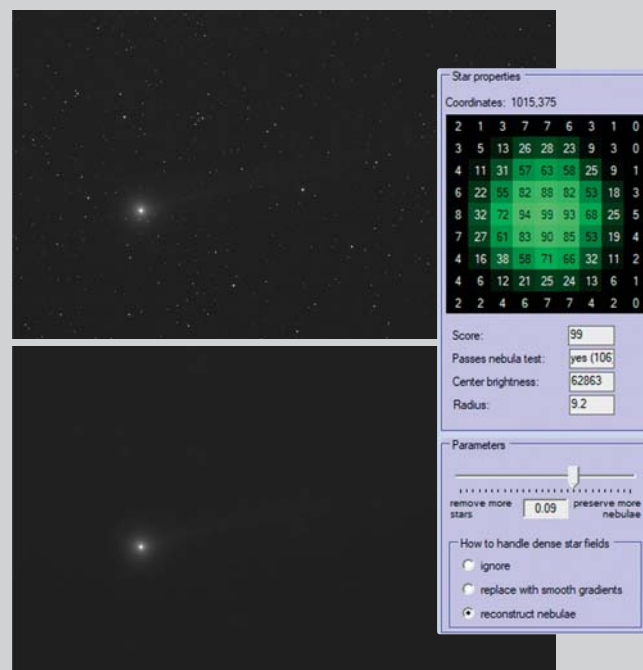 Star properties
Coordinates: 1015,375
2 1 3 7 7 6 3 1 0
3 5 13 26 28 23 9 3 0
4 11 31 57 63 58 25 9 1
6 22 55 82 88 82 53 18 3
8 32 72 94 99 93 68 25 5
7 27 61 83 90 85 53 19 4
4 16 38 58 71 66 32 11 2
4 6 12 21 25 24 13 6 1
2 2 4 6 7 7 4 2 0
Score: 99
Passes nebula test: yes (106
Center brightness: 62863
Radius: 9.2
Parameters
remove more stars 0.09 preserve more nebulae
How to handle dense star fields
ignore
replace with smooth gradients
reconstruct nebulae